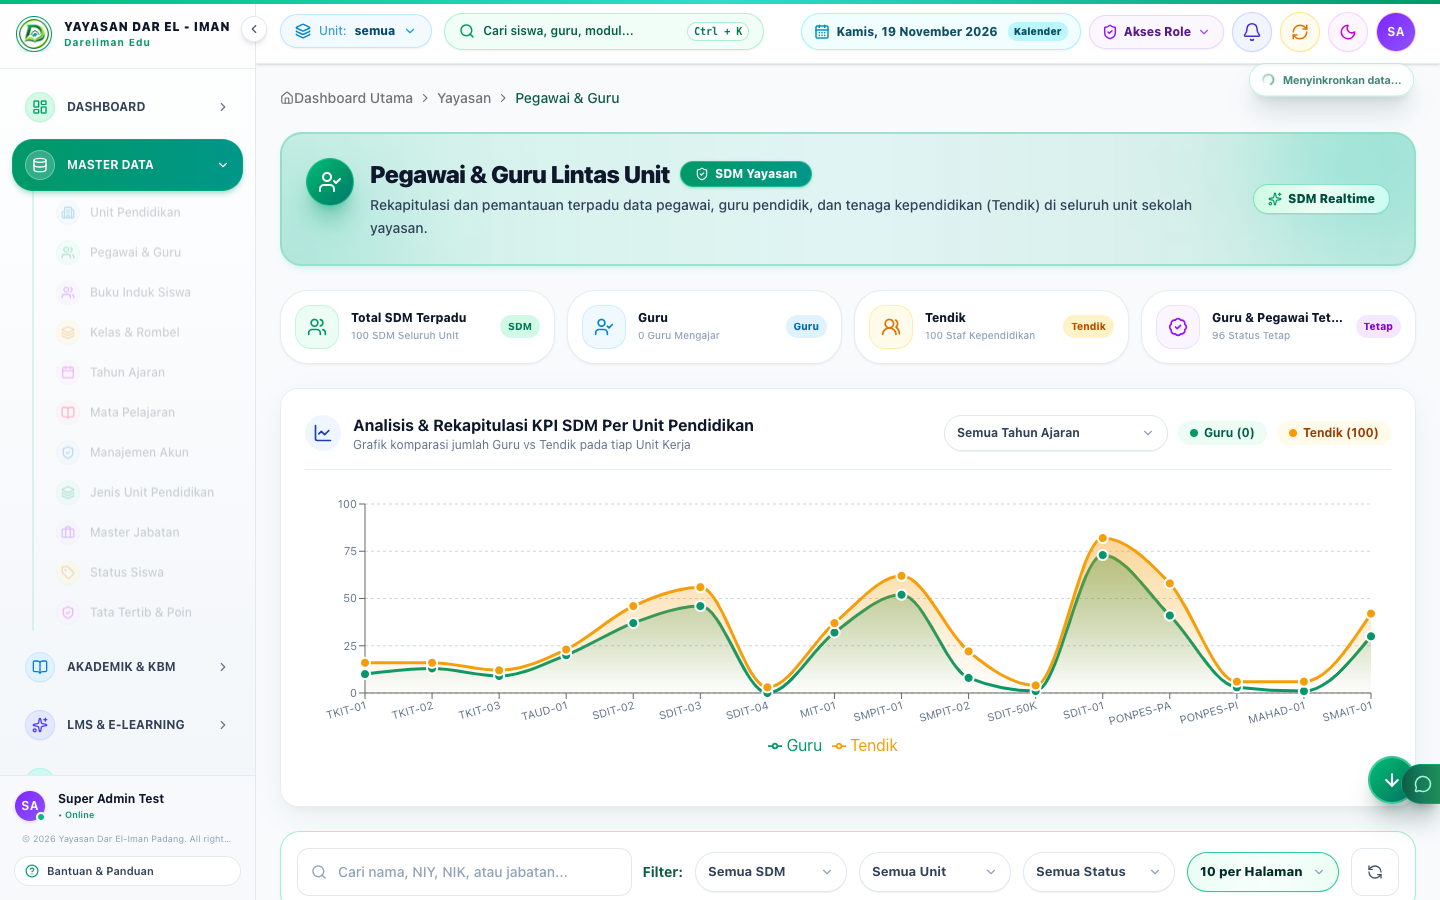 YAYASAN DAR EL - IMAN
Dareliman Edu
Unit: semua
Cari siswa, guru, modul...
Ctrl + K
Kamis, 19 November 2026
Kalender
Akses Role
SA
Menyinkronkan data...
DASHBOARD
MASTER DATA
Unit Pendidikan
Pegawai & Guru
Buku Induk Siswa
Kelas & Rombel
Tahun Ajaran
Mata Pelajaran
Manajemen Akun
Jenis Unit Pendidikan
Master Jabatan
Status Siswa
Tata Tertib & Poin
AKADEMIK & KBM
LMS & E-LEARNING
SA
Super Admin Test
• Online
© 2026 Yayasan Dar El-Iman Padang. All right...
Bantuan & Panduan
Dashboard Utama > Yayasan > Pegawai & Guru
Pegawai & Guru Lintas Unit
SDM Yayasan
Rekapitulasi dan pemantauan terpadu data pegawai, guru pendidik, dan tenaga kependidikan (Tendik) di seluruh unit sekolah
yayasan.
SDM Realtime
Total SDM Terpadu
100 SDM Seluruh Unit
SDM
Guru
0 Guru Mengajar
Guru
Tendik
100 Staf Kependidikan
Tendik
Guru & Pegawai Tet...
96 Status Tetap
Tetap
Analisis & Rekapitulasi KPI SDM Per Unit Pendidikan
Grafik komparasi jumlah Guru vs Tendik pada tiap Unit Kerja
Semua Tahun Ajaran
Guru (0)
Tendik (100)
100
75
50
25
0
TKIT-01
TKIT-02
TKIT-03
TAUD-01
SDIT-02
SDIT-03
SDIT-04
MIT-01
SMPIT-01
SMPIT-02
SDIT-50K
SDIT-01
PONPES-PA
PONPES-PI
MAHAD-01
SMAIT-01
Guru
Tendik
Cari nama, NIY, NIK, atau jabatan...
Filter:
Semua SDM
Semua Unit
Semua Status
10 per Halaman